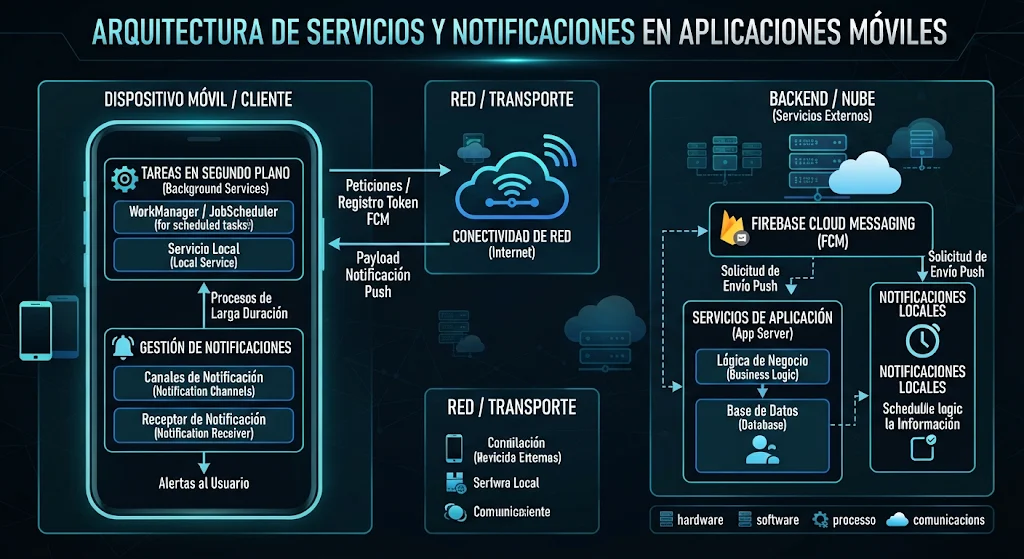 ARQUITECTURA DE SERVICIOS Y NOTIFICACIONES EN APLICACIONES MÓVILES
DISPOSITIVO MÓVIL / CLIENTE
TAREAS EN SEGUNDO PLANO
(Background Services)
WorkManager / JobScheduler
(for scheduled tasks)
Servicio Local
(Local Service)
Procesos de
Larga Duración
GESTIÓN DE NOTIFICACIONES
Canales de Notificación
(Notification Channels)
Receptor de Notificación
(Notification Receiver)
Alertas al Usuario
Peticiones /
Registro Token
FCM
Payload
Notificación
Push
RED / TRANSPORTE
CONECTIVIDAD DE RED
(Internet)
RED / TRANSPORTE
Local
BACKEND / NUBE
(Servicios Externos)
FIREBASE CLOUD MESSAGING
(FCM)
Solicitud de
Envío Push
Solicitud de
Envío Push
SERVICIOS DE APLICACIÓN
(App Server)
Lógica de Negocio
(Business Logic)
Base de Datos
(Database)
NOTIFICACIONES
LOCALES
NOTIFICACIONES
LOCALES
logic
la Información
hardware
software
processo
comunicacions